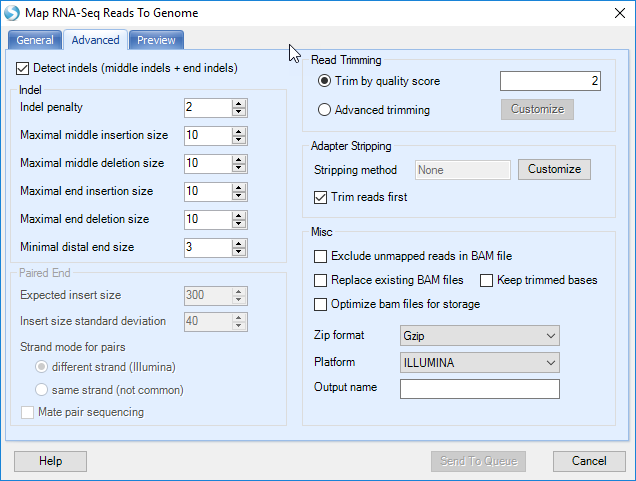 Map RNA-Seq Reads To Genome
General Advanced Preview
Detect indels (middle indels + end indels)
Indel
Indel penalty 2
Maximal middle insertion size 10
Maximal middle deletion size 10
Maximal end insertion size 10
Maximal end deletion size 10
Minimal distal end size 3
Paired End
Expected insert size 300
Insert size standard deviation 40
Strand mode for pairs
different strand (Illumina)
same strand (not common)
Mate pair sequencing
Read Trimming
Trim by quality score 2
Advanced trimming Customize
Adapter Stripping
Stripping method None Customize
Trim reads first
Misc
Exclude unmapped reads in BAM file
Replace existing BAM files Keep trimmed bases
Optimize bam files for storage
Zip format Gzip
Platform ILLUMINA
Output name
Help Send To Queue Cancel